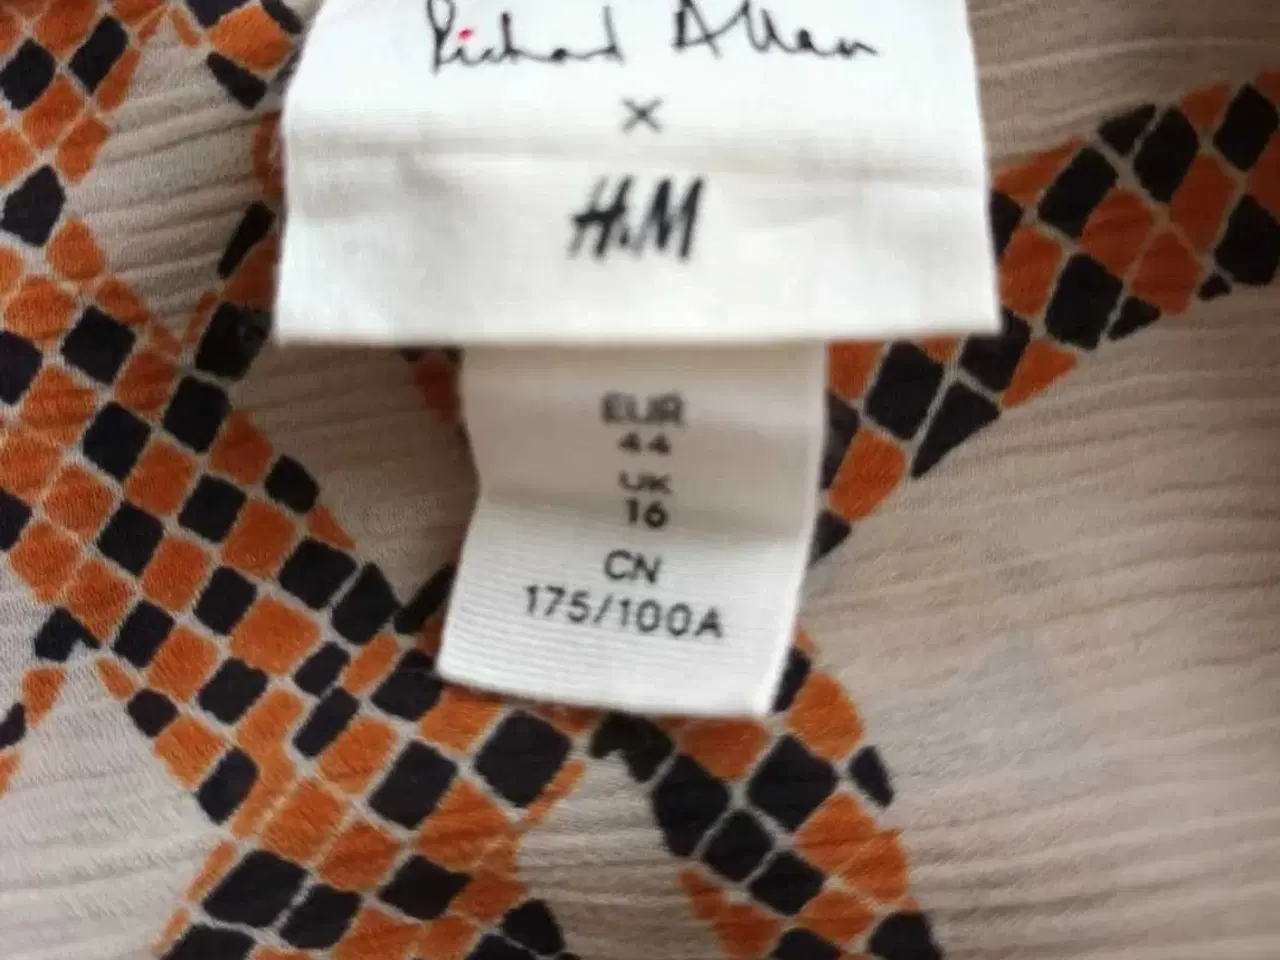 Richard Allan
×
H&M
EUR
44
UK
16
CN
175/100A